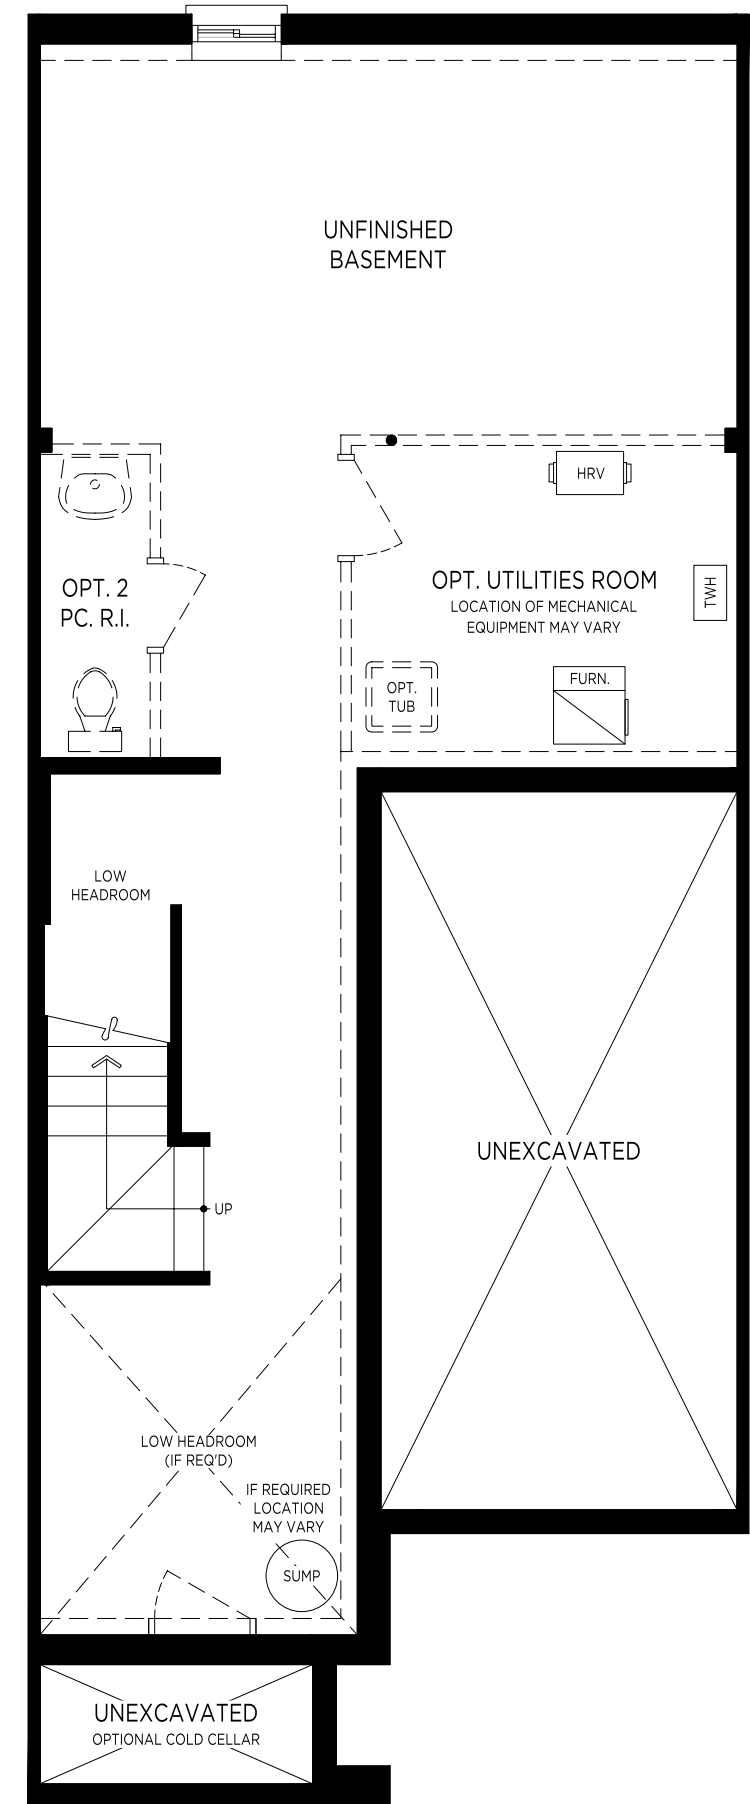 UNFINISHED
BASEMENT
HRV
OPT. 2
PC. R.I.
OPT. UTILITIES ROOM
LOCATION OF MECHANICAL
EQUIPMENT MAY VARY
TWH
OPT.
TUB
FURN.
LOW
HEADROOM
UNEXCAVATED
UP
LOW HEADROOM
(IF REQ'D)
IF REQUIRED
LOCATION
MAY VARY
SUMP
UNEXCAVATED
OPTIONAL COLD CELLAR